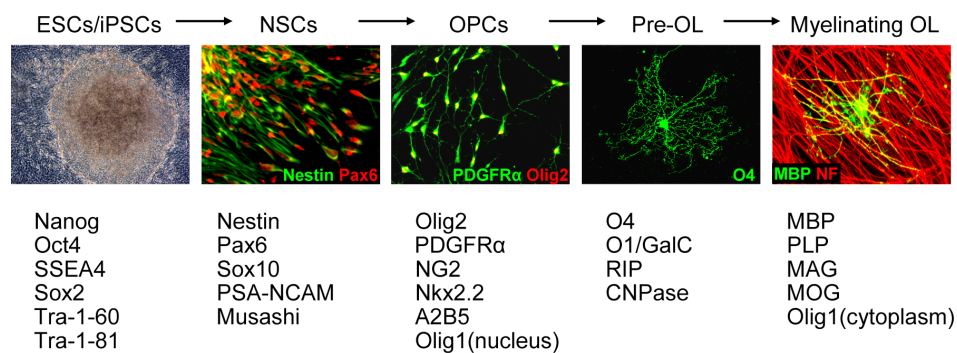 ESCs/iPSCs NSCs OPCs Pre-OL Myelinating OL
Nestin Pax6 PDGFRα Olig2 O4 MBP NF
Nanog Nestin Olig2 O4 MBP
Oct4 Pax6 PDGFRα O1/GalC PLP
SSEA4 Sox10 NG2 RIP MAG
Sox2 PSA-NCAM Nkx2.2 CNPase MOG
Tra-1-60 Musashi A2B5 Olig1(cytoplasm)
Tra-1-81 Olig1(nucleus)